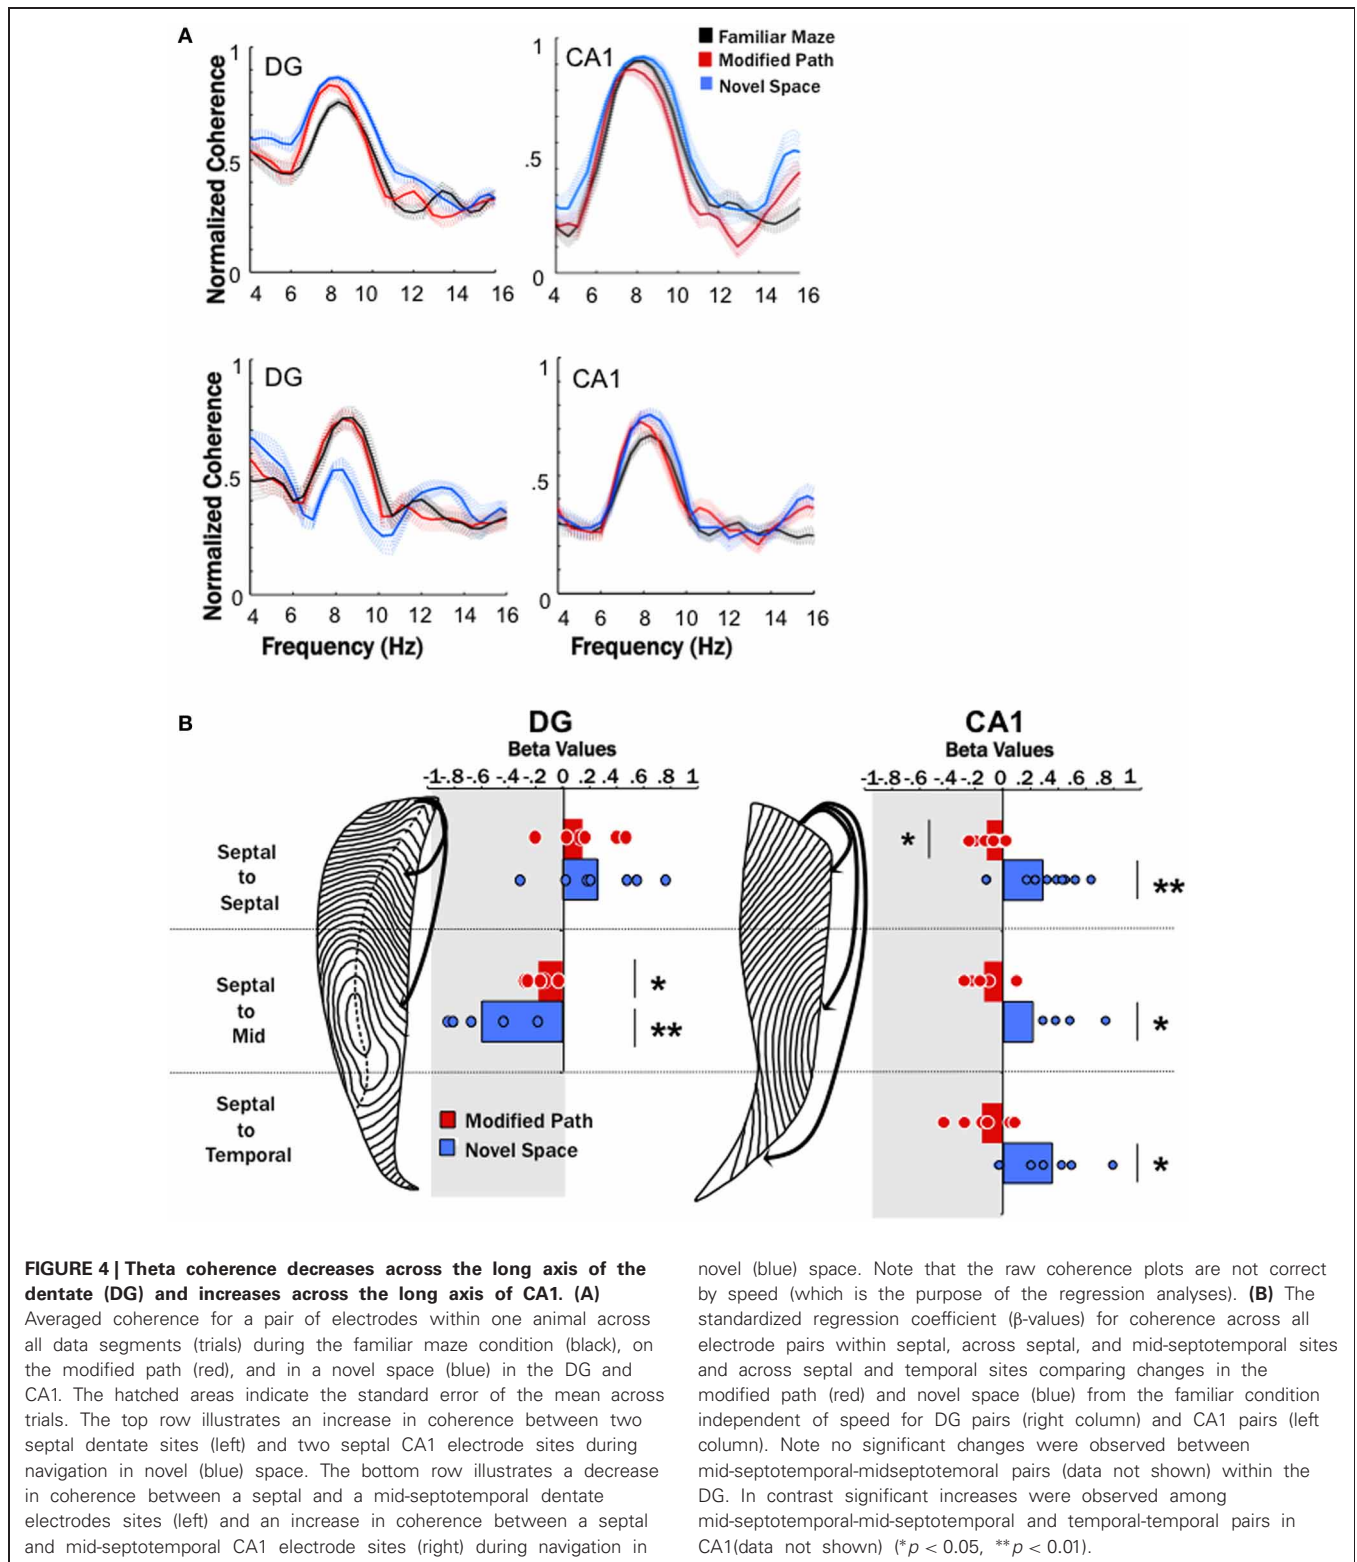 A
Familiar Maze
Modified Path
Novel Space
DG
CA1
Normalized Coherence
1
.5
0
4 6 8 10 12 14 16
1
.5
0
4 6 8 10 12 14 16
DG
CA1
Normalized Coherence
1
.5
0
4 6 8 10 12 14 16
1
.5
0
4 6 8 10 12 14 16
Frequency (Hz)
Frequency (Hz)
B
DG
Beta Values
-1 -.8 -.6 -.4 -.2 0 .2 .4 .6 .8 1
CA1
Beta Values
-1 -.8 -.6 -.4 -.2 0 .2 .4 .6 .8 1
Septal
to
Septal
*
**
Septal
to
Mid
*
**
*
Septal
to
Temporal
*
Modified Path
Novel Space
FIGURE 4 | Theta coherence decreases across the long axis of the
dentate (DG) and increases across the long axis of CA1. (A)
Averaged coherence for a pair of electrodes within one animal across
all data segments (trials) during the familiar maze condition (black), on
the modified path (red), and in a novel space (blue) in the DG and
CA1. The hatched areas indicate the standard error of the mean across
trials. The top row illustrates an increase in coherence between two
septal dentate sites (left) and two septal CA1 electrode sites during
navigation in novel (blue) space. The bottom row illustrates a decrease
in coherence between a septal and a mid-septotemporal dentate
electrodes sites (left) and an increase in coherence between a septal
and mid-septotemporal CA1 electrode sites (right) during navigation in
novel (blue) space. Note that the raw coherence plots are not correct
by speed (which is the purpose of the regression analyses). (B) The
standardized regression coefficient (β-values) for coherence across all
electrode pairs within septal, across septal, and mid-septotemporal sites
and across septal and temporal sites comparing changes in the
modified path (red) and novel space (blue) from the familiar condition
independent of speed for DG pairs (right column) and CA1 pairs (left
column). Note no significant changes were observed between
mid-septotemporal-midseptotemoral pairs (data not shown) within the
DG. In contrast significant increases were observed among
mid-septotemporal-mid-septotemporal and temporal-temporal pairs in
CA1(data not shown) (*p < 0.05, **p < 0.01).